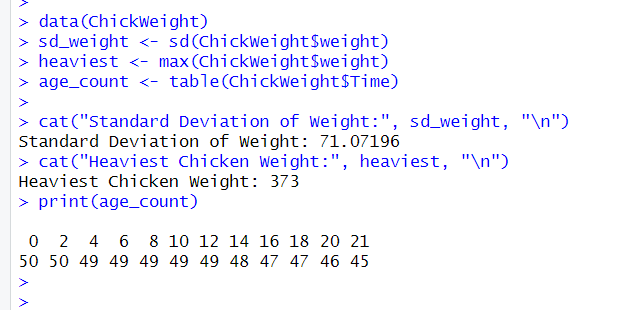 >
> data(ChickWeight)
> sd_weight <- sd(ChickWeight$weight)
> heaviest <- max(ChickWeight$weight)
> age_count <- table(ChickWeight$Time)
>
> cat("Standard Deviation of Weight:", sd_weight, "\n")
Standard Deviation of Weight: 71.07196
> cat("Heaviest Chicken Weight:", heaviest, "\n")
Heaviest Chicken Weight: 373
> print(age_count)

 0  2  4  6  8 10 12 14 16 18 20 21
50 50 49 49 49 49 49 48 47 47 46 45
>
>